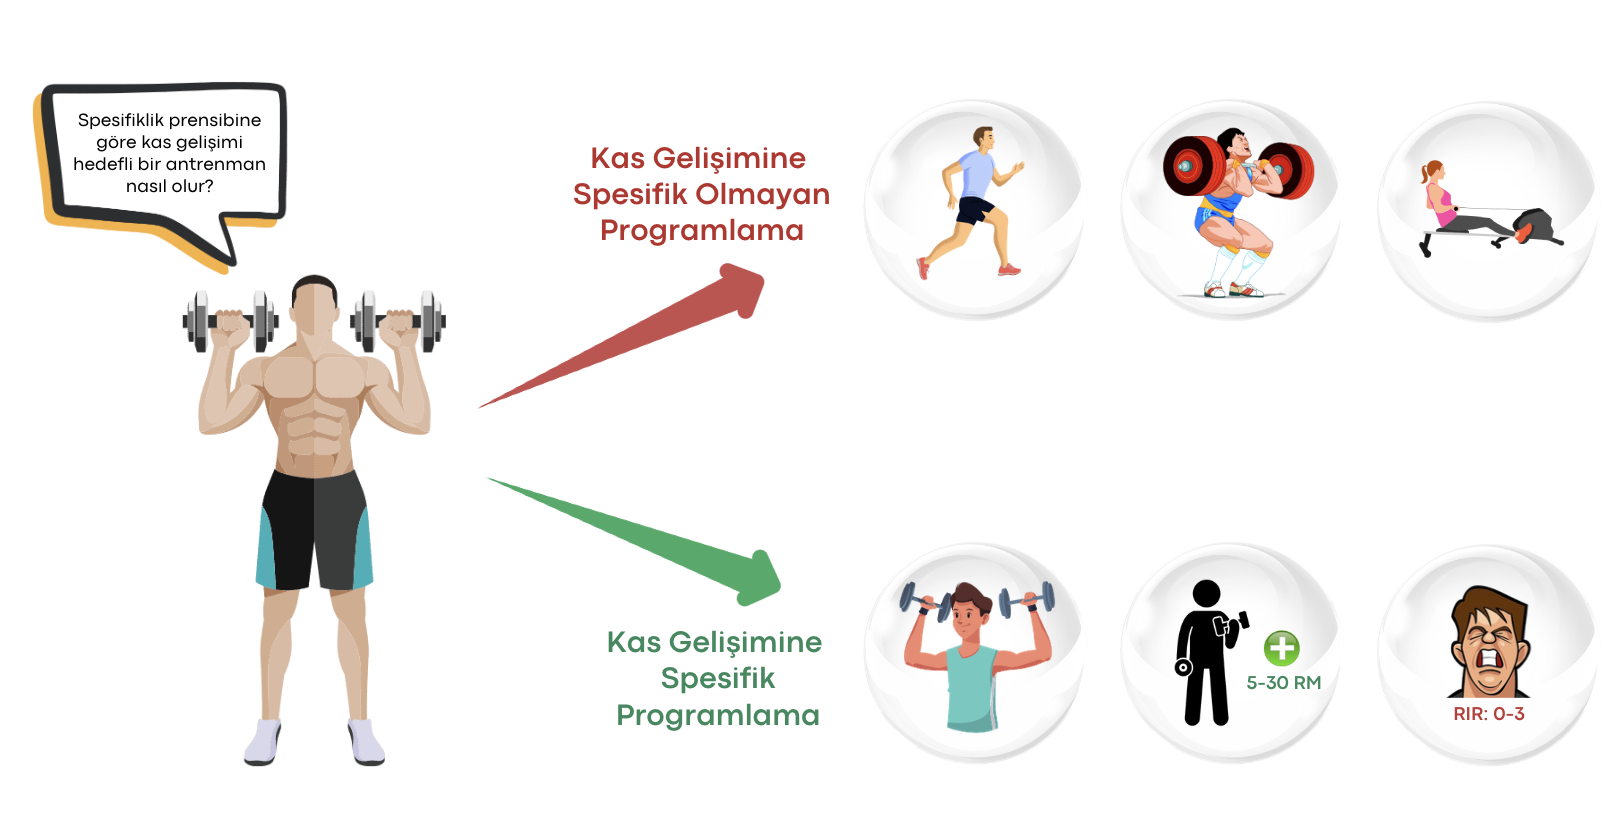 Spesifiklik prensibine
göre kas gelişimi
hedefli bir antrenman
nasıl olur?
Kas Gelişimine
Spesifik Olmayan
Programlama
Kas Gelişimine
Spesifik
Programlama
5-30 RM
RIR: 0-3